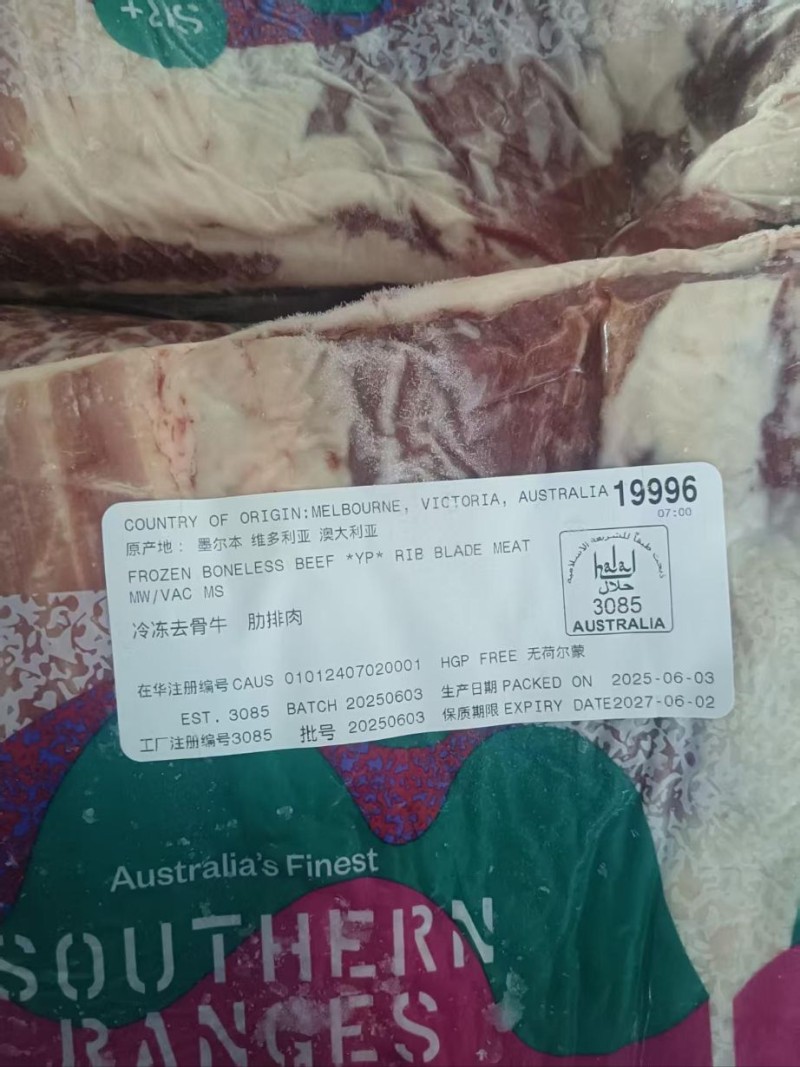 SR+
COUNTRY OF ORIGIN:MELBOURNE, VICTORIA, AUSTRALIA 19996
07:00
原产地： 墨尔本 维多利亚 澳大利亚
FROZEN BONELESS BEEF *YP* RIB BLADE MEAT
MW/VAC MS
冷冻去骨牛 肋排肉
halal
حلال
3085
AUSTRALIA
在华注册编号 CAUS 01012407020001 HGP FREE 无荷尔蒙
EST. 3085 BATCH 20250603 生产日期 PACKED ON 2025-06-03
工厂注册编号3085 批号 20250603 保质期限 EXPIRY DATE2027-06-02
Australia's Finest
SOUTHERN
RANGES